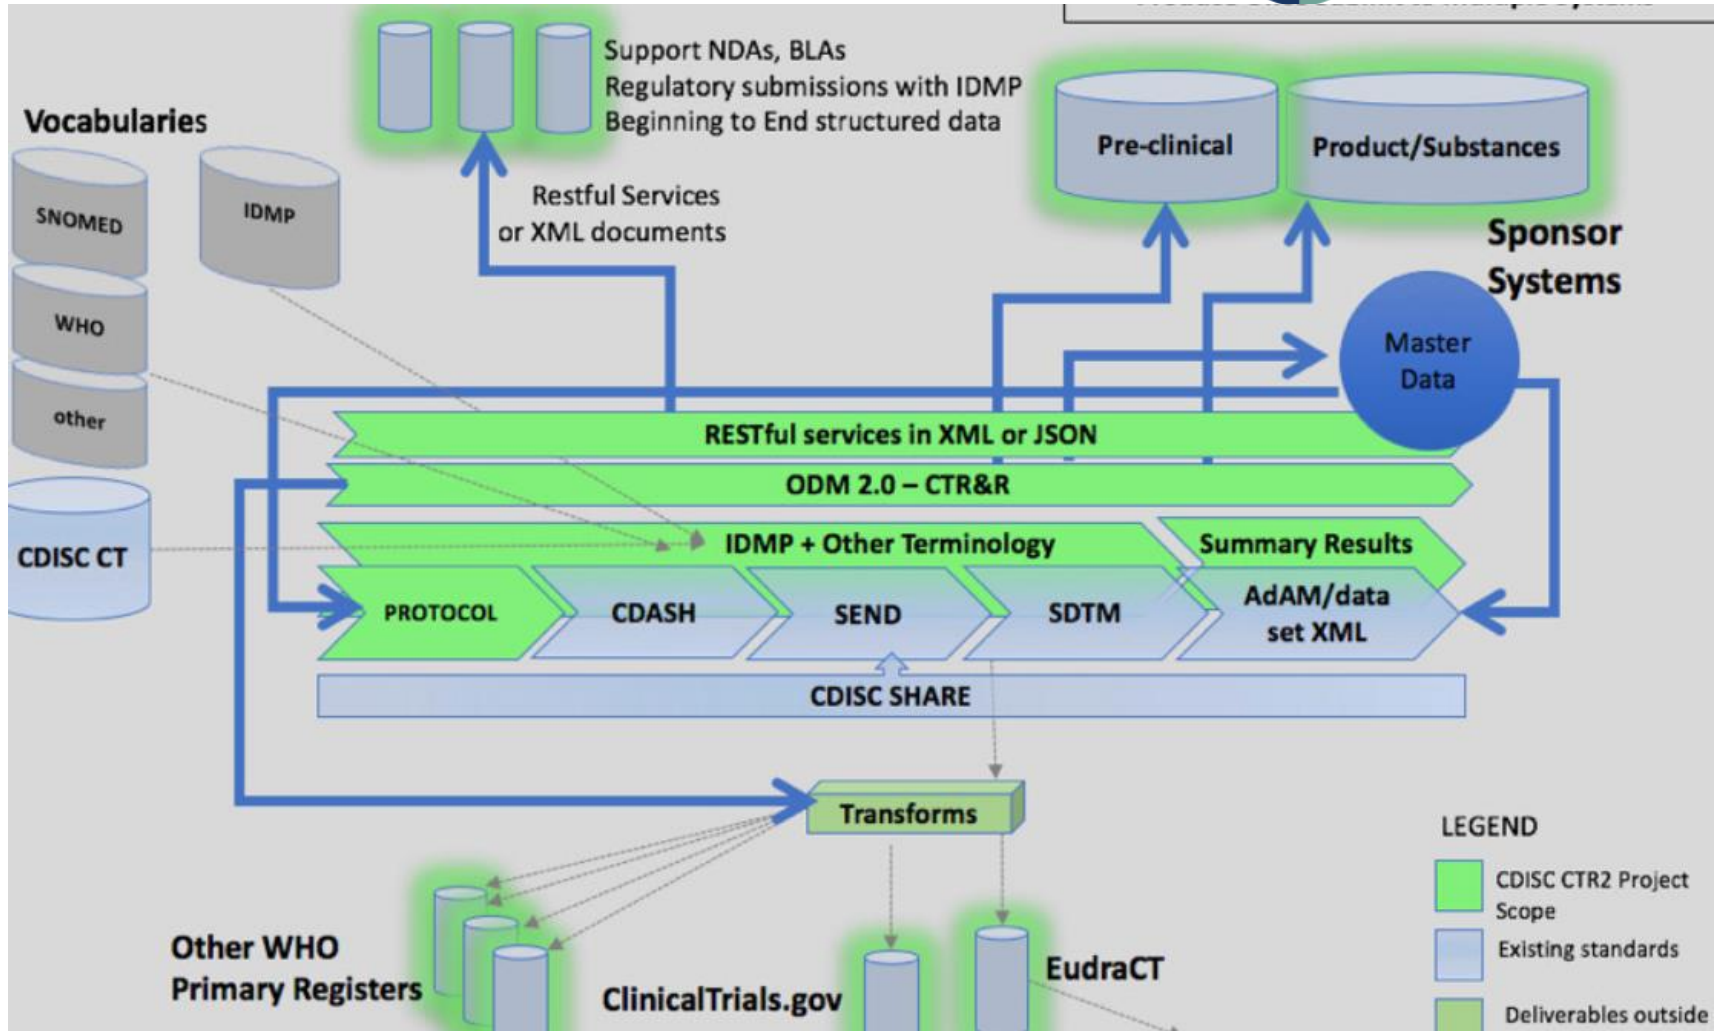 Support NDAs, BLAs
Regulatory submissions with IDMP
Beginning to End structured data
Vocabularies
SNOMED
IDMP
WHO
other
CDISC CT
Restful Services
or XML documents
Pre-clinical
Product/Substances
Sponsor
Systems
Master
Data
RESTful services in XML or JSON
ODM 2.0 – CTR&R
IDMP + Other Terminology
Summary Results
PROTOCOL
CDASH
SEND
SDTM
AdAM/data
set XML
CDISC SHARE
Transforms
Other WHO
Primary Registers
ClinicalTrials.gov
EudraCT
LEGEND
CDISC CTR2 Project
Scope
Existing standards
Deliverables outside